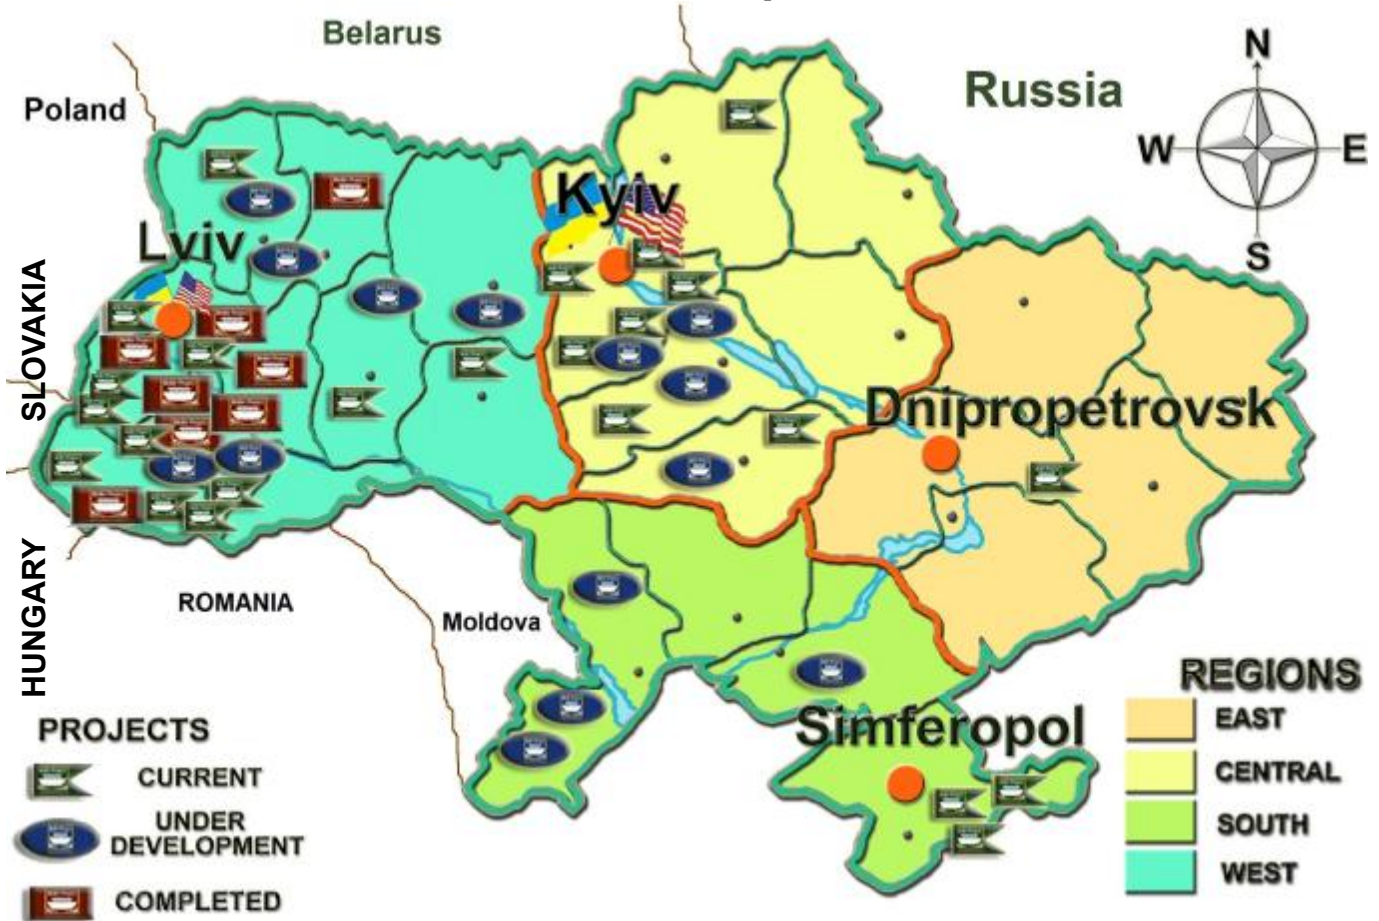 Belarus
Russia
N
Poland
W
E
Kyiv
S
Lviv
SLOVAKIA
Dnipropetrovsk
HUNGARY
ROMANIA
Moldova
Simferopol
REGIONS
EAST
CENTRAL
SOUTH
WEST
PROJECTS
CURRENT
UNDER
DEVELOPMENT
COMPLETED